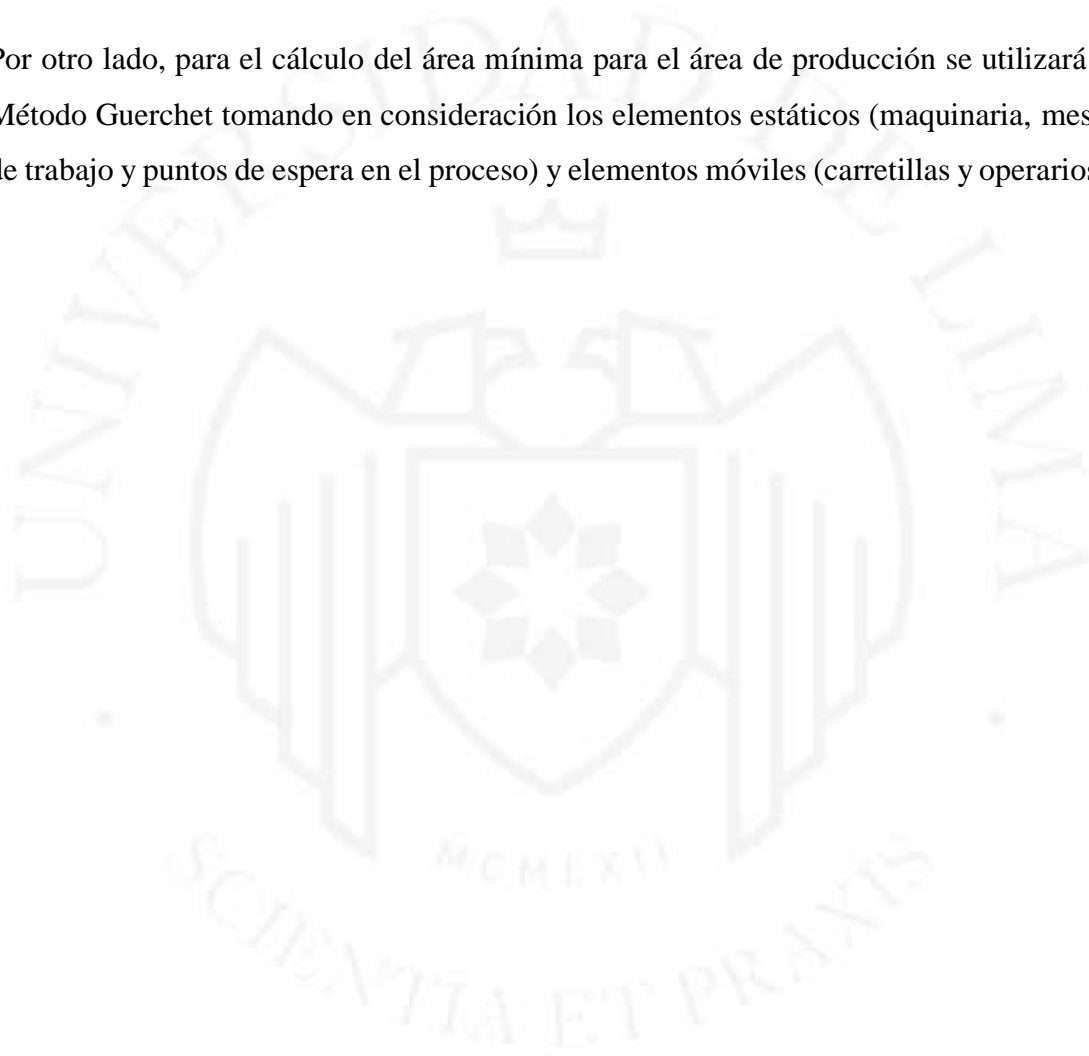 Por otro lado, para el cálculo del área mínima para el área de producción se utilizará
Método Guerchet tomando en consideración los elementos estáticos (maquinaria, mes
de trabajo y puntos de espera en el proceso) y elementos móviles (carretillas y operarios
UNIVERSIDAD DE LIMA
MCMLXII
SCIENTIA ET PRAXIS